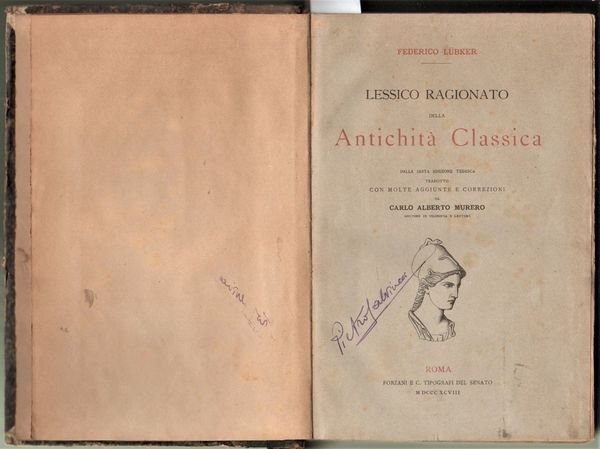 FEDERICO LÜBKER
LESSICO RAGIONATO
DELLA
Antichità Classica
DALLA SESTA EDIZIONE TEDESCA
TRADOTTO
CON MOLTE AGGIUNTE E CORREZIONI
DA
CARLO ALBERTO MURERO
DOTTORE IN FILOSOFIA E LETTERE
Pietro
ROMA
FORZANI E C. TIPOGRAFI DEL SENATO
MDCCCXCVIII